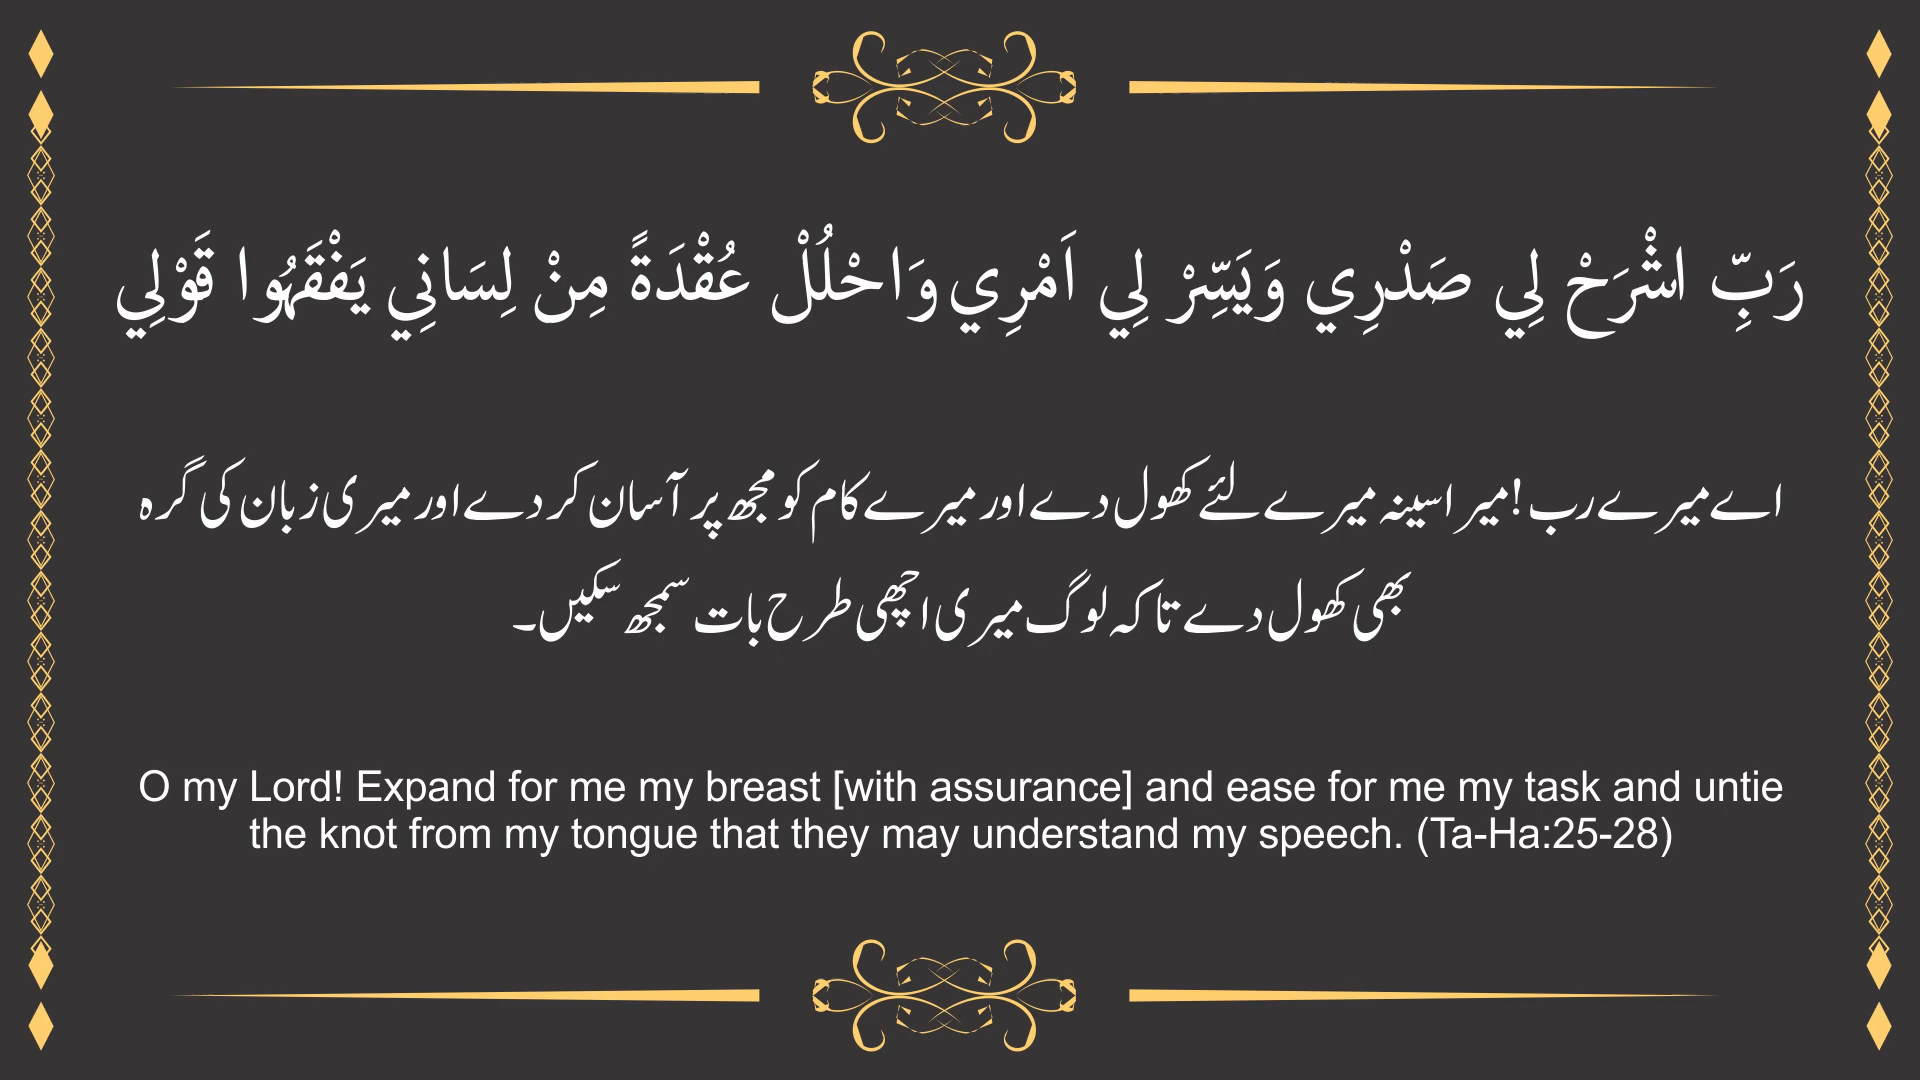 رَبِّ اشْرَحْ لِي صَدْرِي وَيَسِّرْ لِي اَمْرِي وَاحْلُلْ عُقْدَةً مِنْ لِسَانِي يَفْقَهُوا قَوْلِي
اے میرے رب !میرا سینہ میرے لئے کھول دے اور میرے کام کو مجھ پر آسان کر دے اور میری زبان کی گرہ
بھی کھول دے تاکہ لوگ میری اچھی طرح بات سمجھ سکیں۔
O my Lord! Expand for me my breast [with assurance] and ease for me my task and untie
the knot from my tongue that they may understand my speech. (Ta-Ha:25-28)